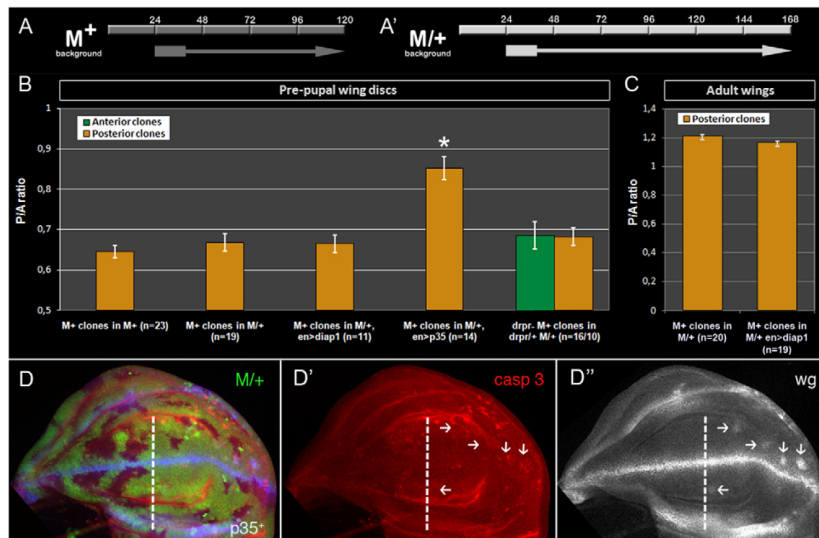 A
M+
background
24 48 72 96 120
A'
M/+
background
24 48 72 96 120 144 168
B
Pre-pupal wing discs
C
Adult wings
P/A ratio
1
0,9
0,8
0,7
0,6
0,5
Anterior clones
Posterior clones
*
M+ clones in M+ (n=23)
M+ clones in M/+
(n=19)
M+ clones in M/+,
en>diap1 (n=11)
M+ clones in M/+,
en>p35 (n=14)
drpr- M+ clones in
drpr/+ M/+ (n=16/10)
P/A ratio
1,4
1,2
1
0,8
0,6
0,4
0,2
0
Posterior clones
M+ clones in
M/+ (n=20)
M+ clones in
M/+ en>diap1
(n=19)
D
M/+
p35+
D'
casp 3
D''
wg